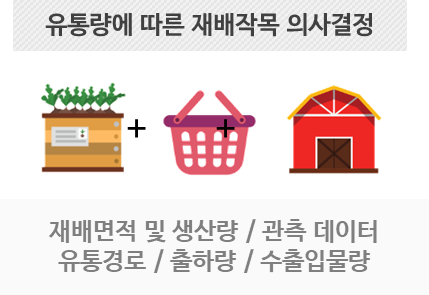 유통량에 따른 재배작목 의사결정
+ +
재배면적 및 생산량 / 관측 데이터
유통경로 / 출하량 / 수출입물량